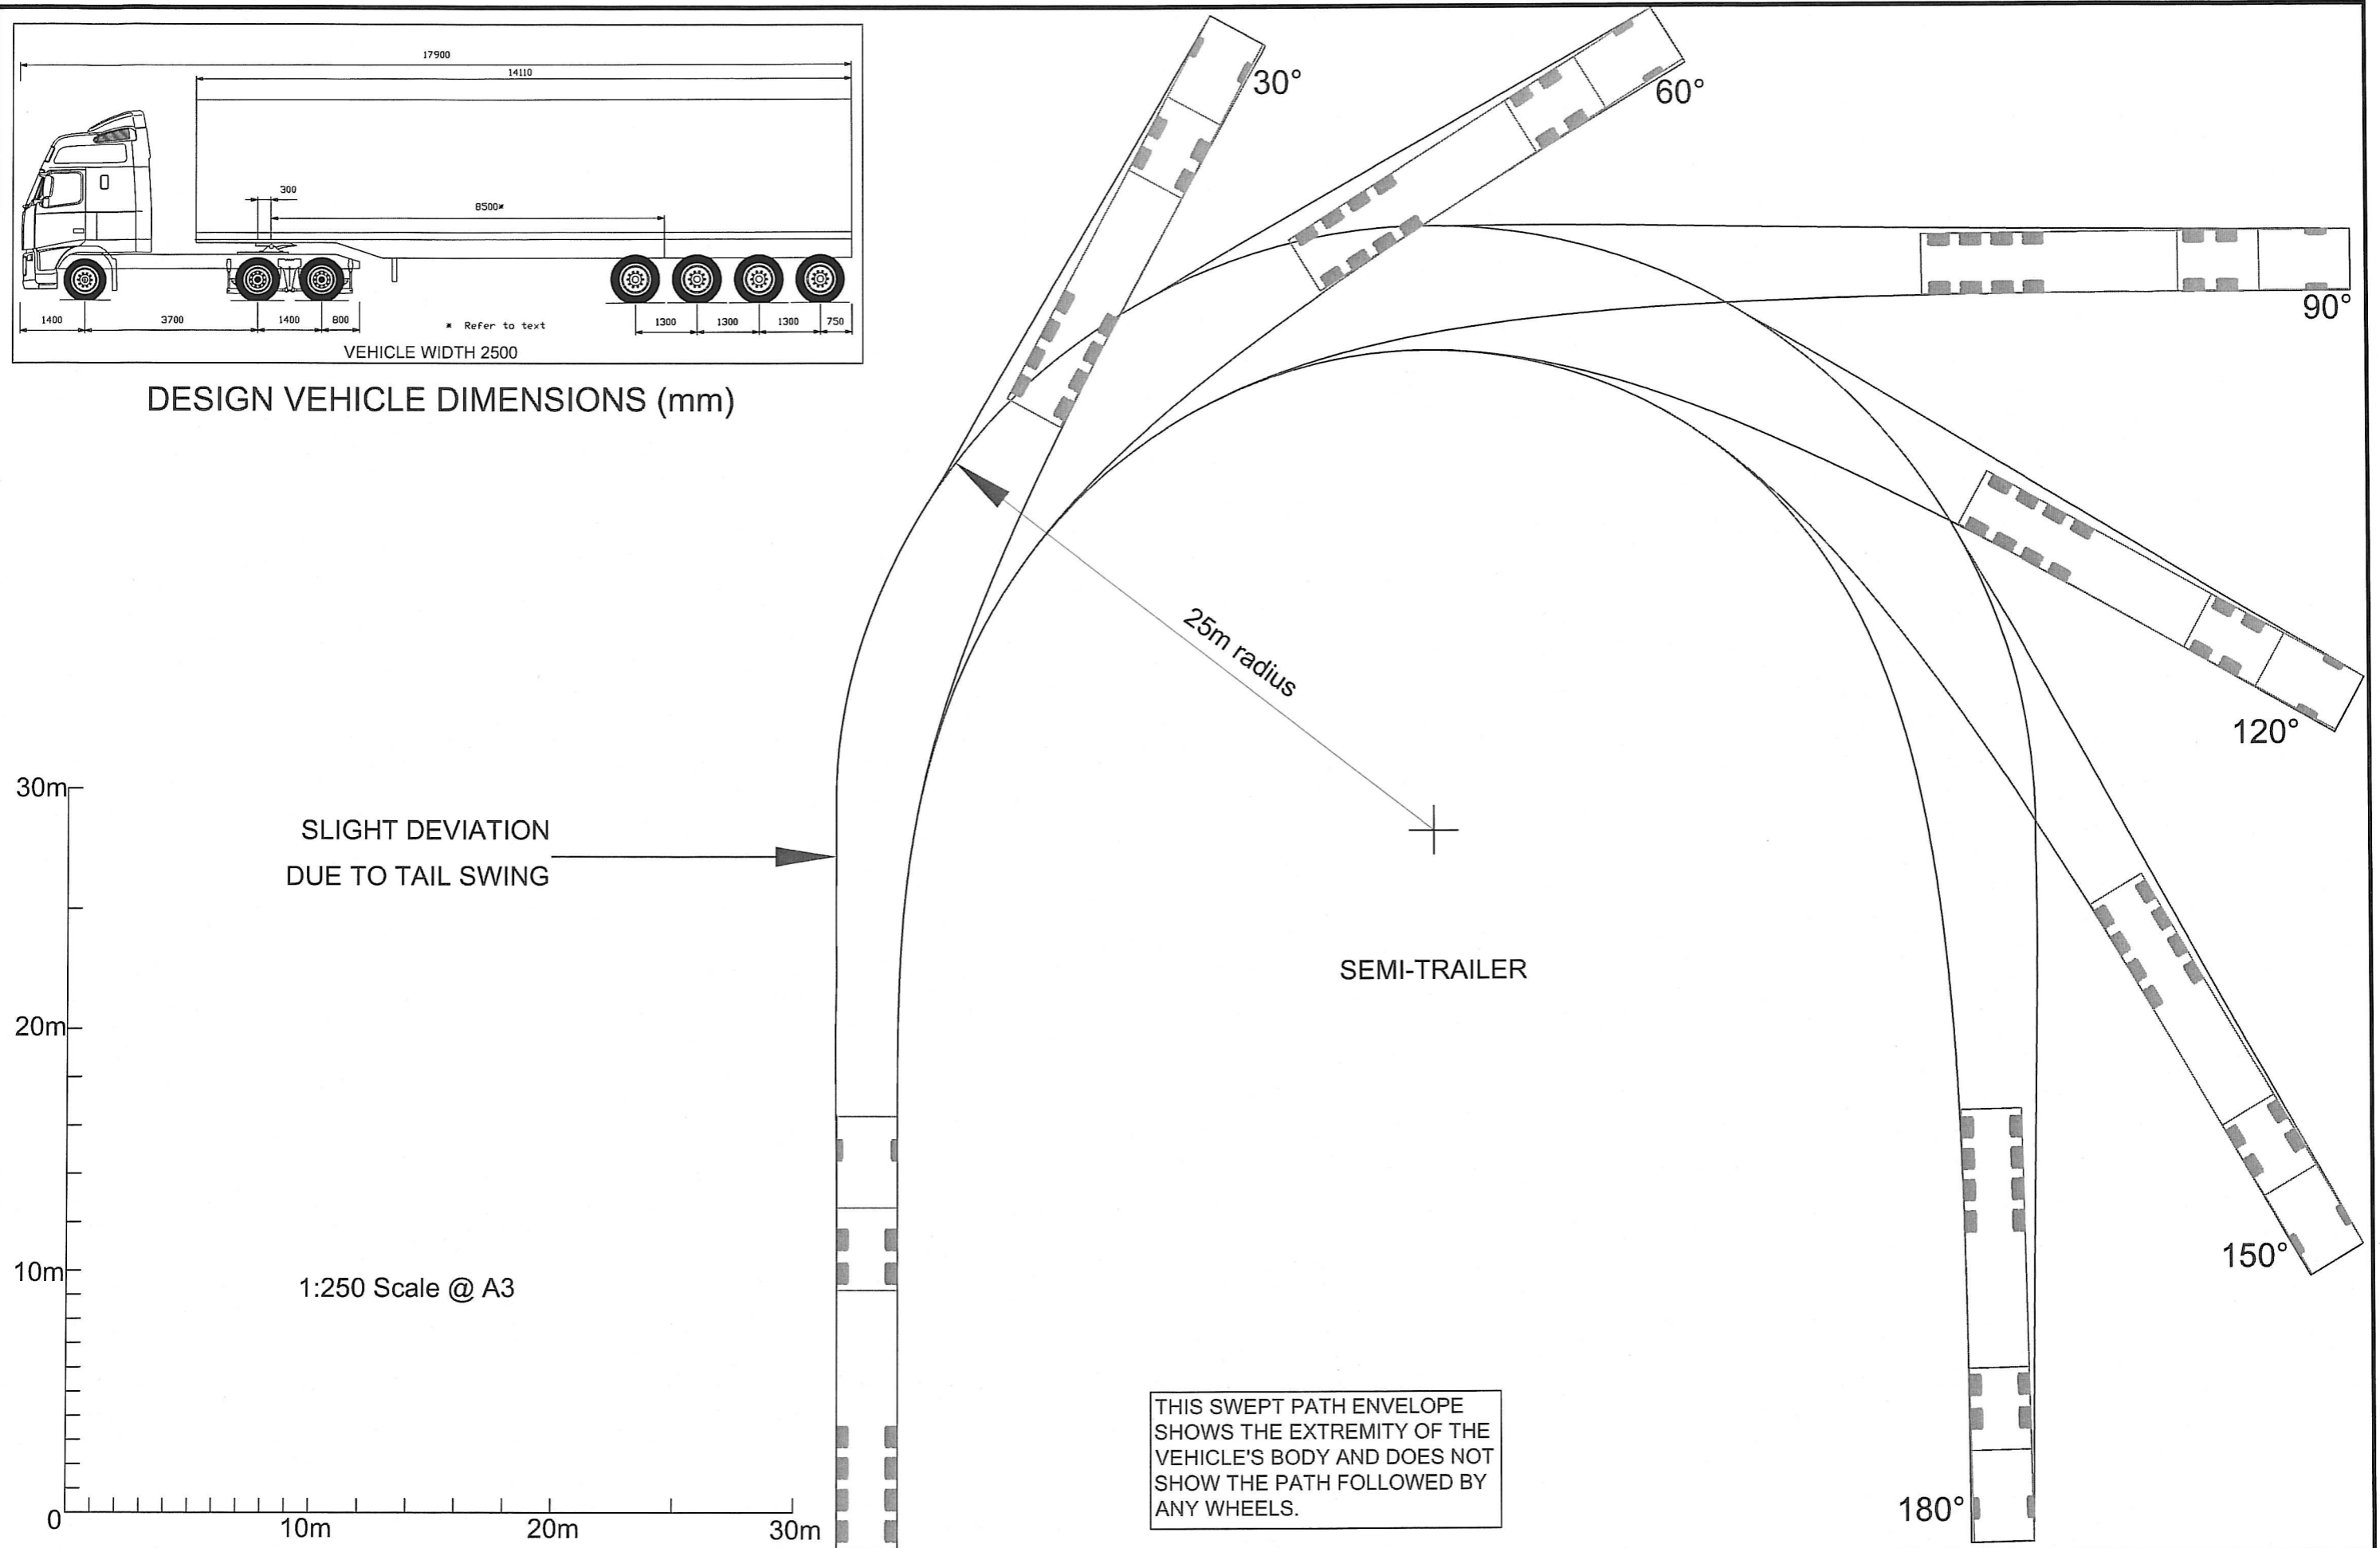 17900
14110
300
8500*
1400
3700
1400
800
* Refer to text
1300
1300
1300
750
VEHICLE WIDTH 2500
DESIGN VEHICLE DIMENSIONS (mm)
30°
60°
90°
120°
150°
180°
25m radius
SLIGHT DEVIATION
DUE TO TAIL SWING
SEMI-TRAILER
30m
20m
10m
0
10m
20m
30m
1:250 Scale @ A3
THIS SWEPT PATH ENVELOPE
SHOWS THE EXTREMITY OF THE
VEHICLE'S BODY AND DOES NOT
SHOW THE PATH FOLLOWED BY
ANY WHEELS.